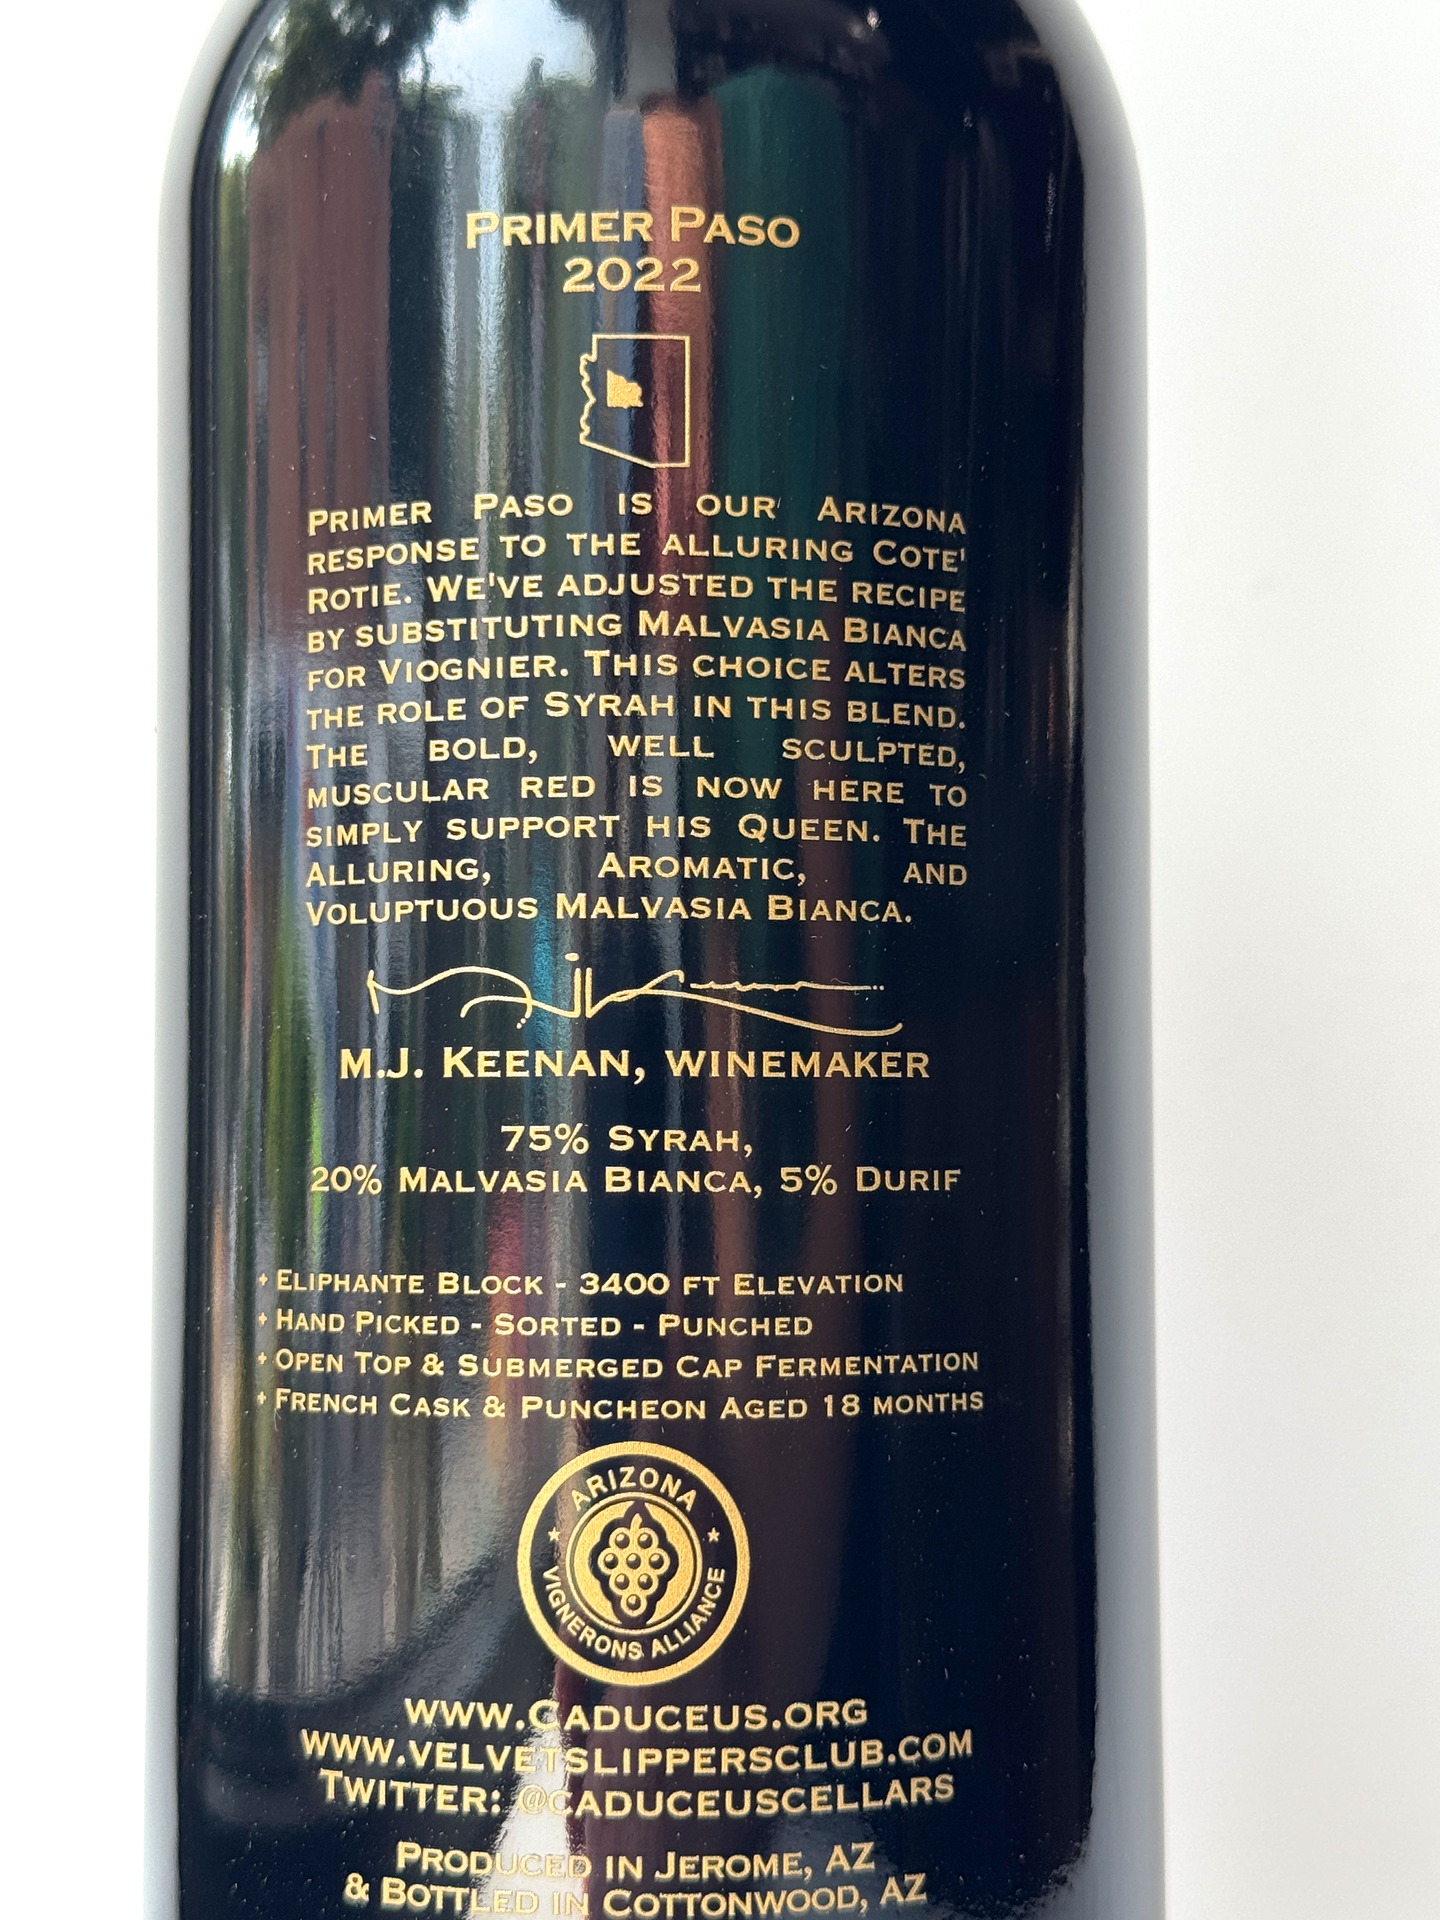 PRIMER PASO
2022
PRIMER PASO IS OUR ARIZONA
RESPONSE TO THE ALLURING COTE'
ROTIE. WE'VE ADJUSTED THE RECIPE
BY SUBSTITUTING MALVASIA BIANCA
FOR VIOGNIER. THIS CHOICE ALTERS
THE ROLE OF SYRAH IN THIS BLEND.
THE BOLD, WELL SCULPTED,
MUSCULAR RED IS NOW HERE TO
SIMPLY SUPPORT HIS QUEEN. THE
ALLURING, AROMATIC, AND
VOLUPTUOUS MALVASIA BIANCA.
M.J. KEENAN, WINEMAKER
75% SYRAH,
20% MALVASIA BIANCA, 5% DURIF
+ ELIPHANTE BLOCK - 3400 FT ELEVATION
+ HAND PICKED - SORTED - PUNCHED
+ OPEN TOP & SUBMERGED CAP FERMENTATION
+ FRENCH CASK & PUNCHEON AGED 18 MONTHS
ARIZONA
VIGNERONS ALLIANCE
WWW.CADUCEUS.ORG
WWW.VELVETSLIPPERSCLUB.COM
TWITTER: @CADUCEUSCELLARS
PRODUCED IN JEROME, AZ
& BOTTLED IN COTTONWOOD, AZ